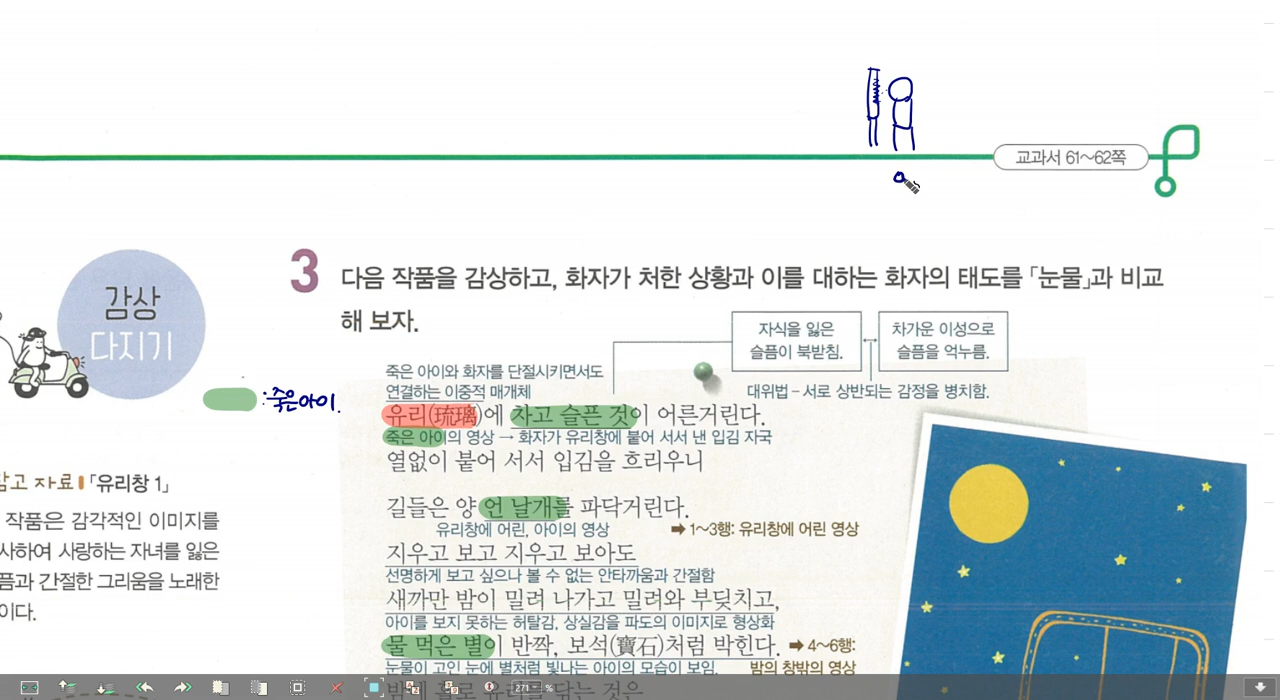 교과서 61~62쪽
감상
다지기
3 다음 작품을 감상하고, 화자가 처한 상황과 이를 대하는 화자의 태도를 「눈물」과 비교
해 보자.
자식을 잃은
슬픔이 북받침.
차가운 이성으로
슬픔을 억누름.
죽은 아이와 화자를 단절시키면서도
연결하는 이중적 매개체
대위법 – 서로 상반되는 감정을 병치함.
: 죽은아이.
유리(琉璃)에 차고 슬픈 것이 어른거린다.
죽은 아이의 영상 → 화자가 유리창에 붙어 서서 낸 입김 자국
열없이 붙어 서서 입김을 흐리우니
길들은 양 언 날개를 파닥거린다.
유리창에 어린, 아이의 영상
➡ 1~3행: 유리창에 어린 영상
지우고 보고 지우고 보아도
선명하게 보고 싶으나 볼 수 없는 안타까움과 간절함
새까만 밤이 밀려 나가고 밀려와 부딪치고,
아이를 보지 못하는 허탈감, 상실감을 파도의 이미지로 형상화
물 먹은 별이 반짝, 보석(寶石)처럼 박힌다.
➡ 4~6행:
눈물이 고인 눈에 별처럼 빛나는 아이의 모습이 보임.
밤의 창밖의 영상
밤에 홀로 유리를 닦는 것은
참고 자료 「유리창 1」
작품은 감각적인 이미지를
사하여 사랑하는 자녀를 잃은
픔과 간절한 그리움을 노래한
이다.
271 %